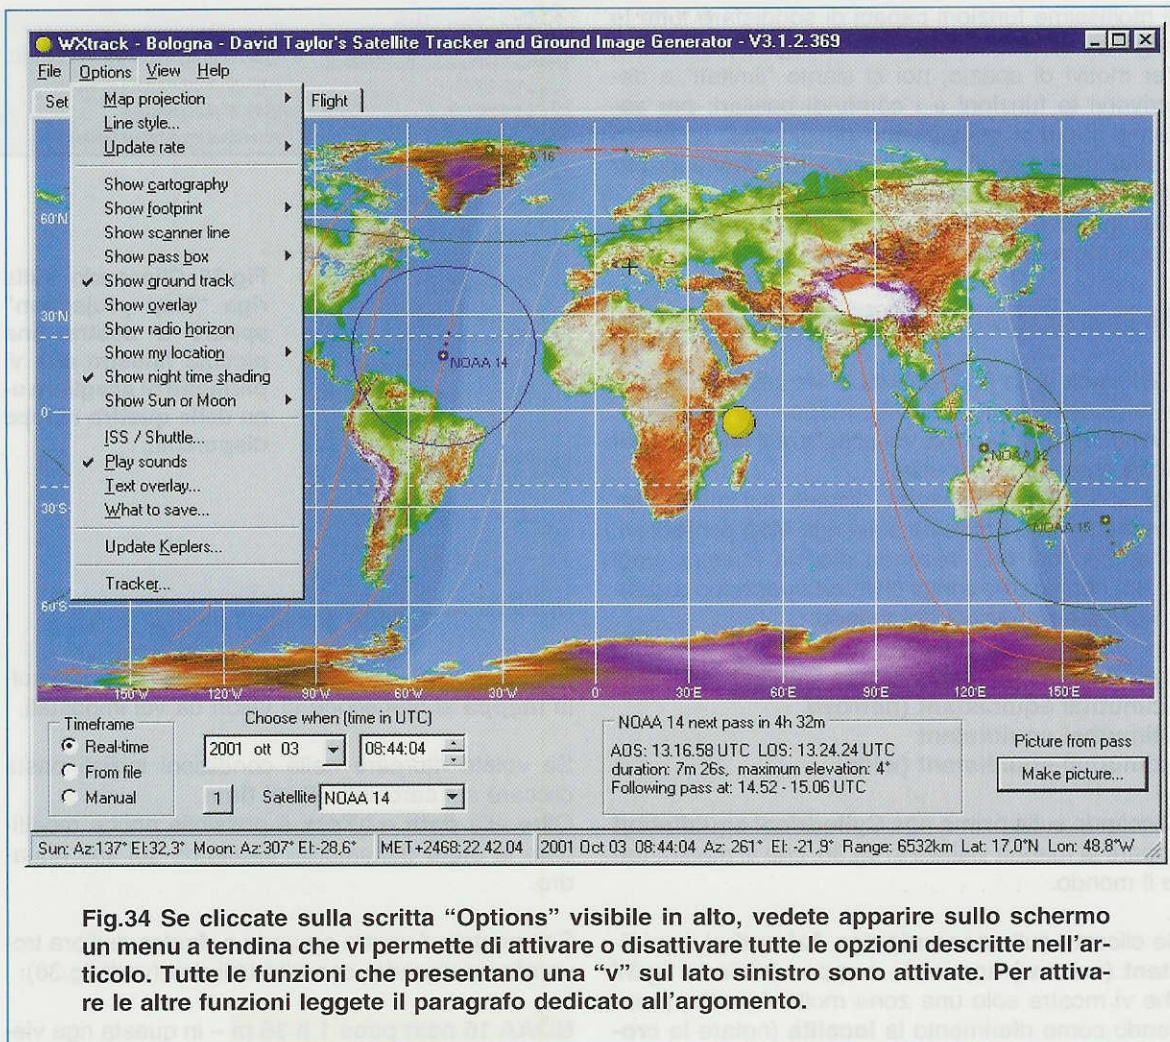 WXtrack - Bologna - David Taylor's Satellite Tracker and Ground Image Generator - V3.1.2.369
File Options View Help
Set Flight
Map projection
Line style...
Update rate
Show cartography
Show footprint
Show scanner line
Show pass box
Show ground track
Show overlay
Show radio horizon
Show my location
Show night time shading
Show Sun or Moon
ISS / Shuttle...
Play sounds
Text overlay...
What to save...
Update Keplers...
Tracker...
NOAA 16
NOAA 14
NOAA 12
NOAA 15
60°N
30°N
0°
30°S
60°S
150°W 120°W 90°W 60°W 30°W 0 30°E 60°E 90°E 120°E 150°E
Timeframe
Real-time
From file
Manual
Choose when (time in UTC)
2001 ott 03 08:44:04
1 Satellite NOAA 14
NOAA 14 next pass in 4h 32m
AOS: 13.16.58 UTC LOS: 13.24.24 UTC
duration: 7m 26s, maximum elevation: 4°
Following pass at: 14.52 - 15.06 UTC
Picture from pass
Make picture...
Sun: Az:137° El:32,3° Moon: Az:307° El:-28,6° MET+2468:22.42.04 2001 Oct 03 08:44:04 Az: 261° El: -21,9° Range: 6532km Lat: 17,0°N Lon: 48,8°W
Fig.34 Se cliccate sulla scritta “Options” visibile in alto, vedete apparire sullo schermo
un menu a tendina che vi permette di attivare o disattivare tutte le opzioni descritte nell'ar-
ticolo. Tutte le funzioni che presentano una “v” sul lato sinistro sono attivate. Per attiva-
re le altre funzioni leggete il paragrafo dedicato all'argomento.